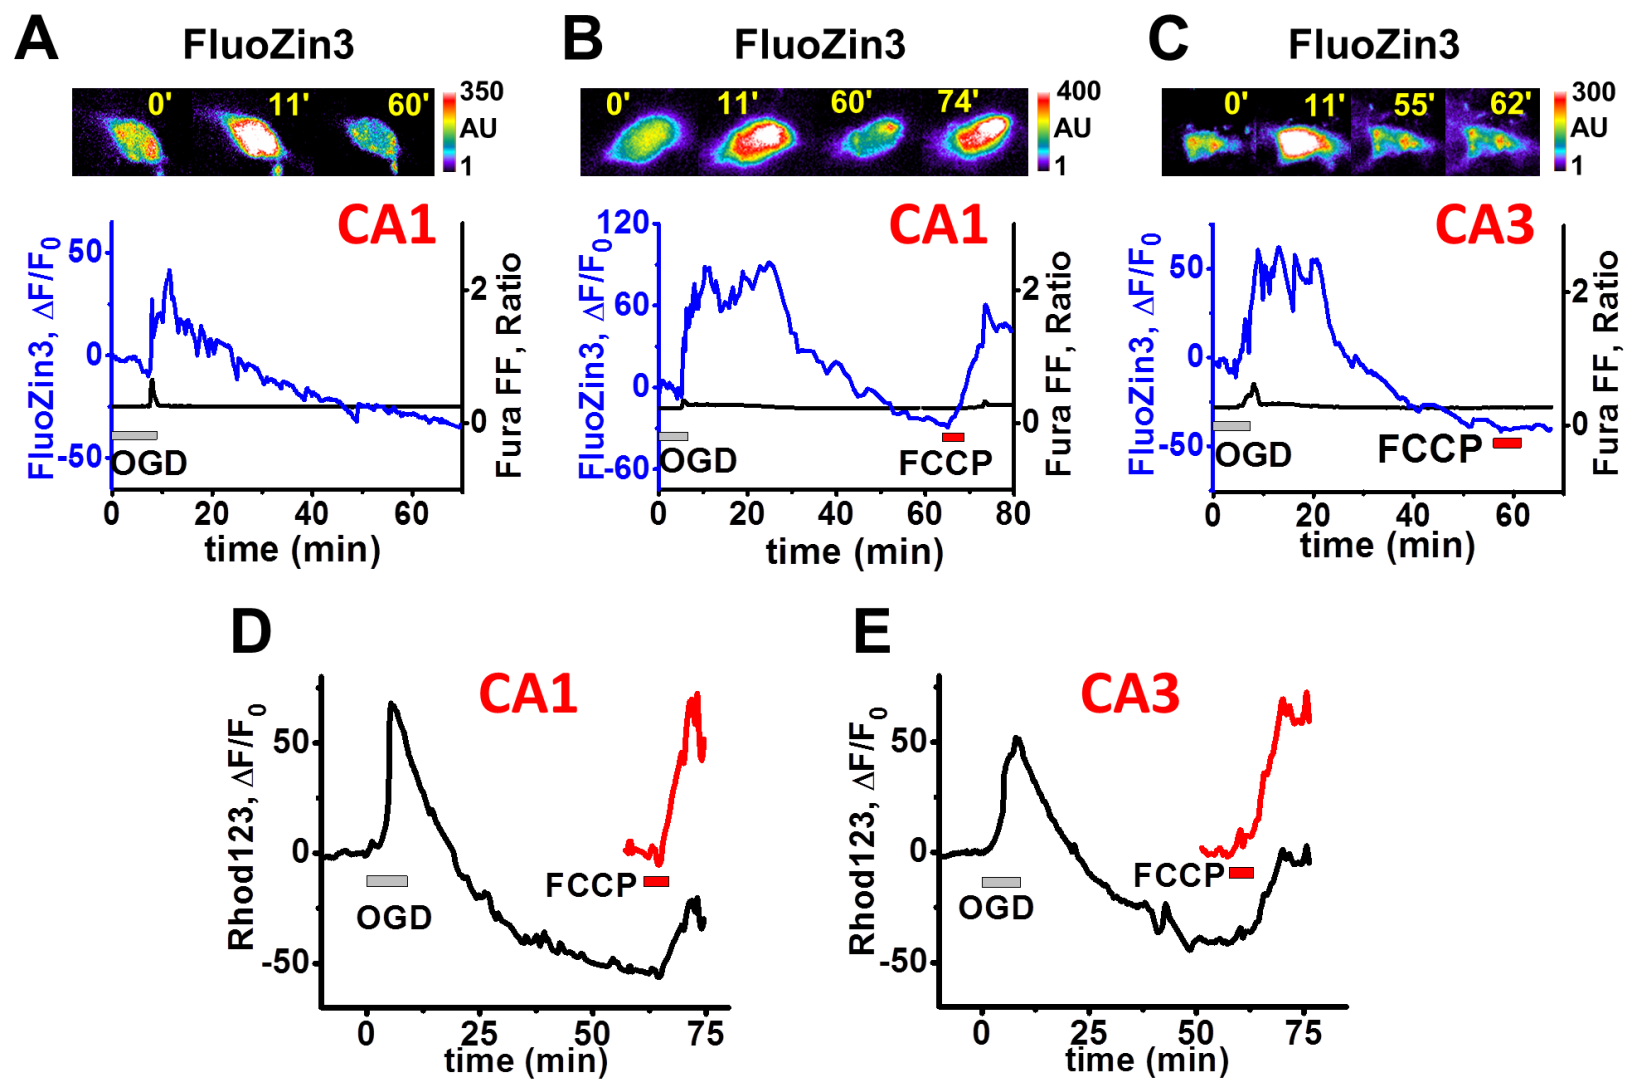 A
FluoZin3
0' 11' 60'
350
AU
1
CA1
FluoZin3, ΔF/F0
50
0
-50
2
0
Fura FF, Ratio
OGD
0 20 40 60
time (min)
B
FluoZin3
0' 11' 60' 74'
400
AU
1
CA1
FluoZin3, ΔF/F0
120
60
0
-60
2
0
Fura FF, Ratio
OGD
FCCP
0 20 40 60 80
time (min)
C
FluoZin3
0' 11' 55' 62'
300
AU
1
CA3
FluoZin3, ΔF/F0
50
0
-50
2
0
Fura FF, Ratio
OGD
FCCP
0 20 40 60
time (min)
D
CA1
Rhod123, ΔF/F0
50
0
-50
FCCP
OGD
0 25 50 75
time (min)
E
CA3
Rhod123, ΔF/F0
50
0
-50
FCCP
OGD
0 25 50 75
time (min)